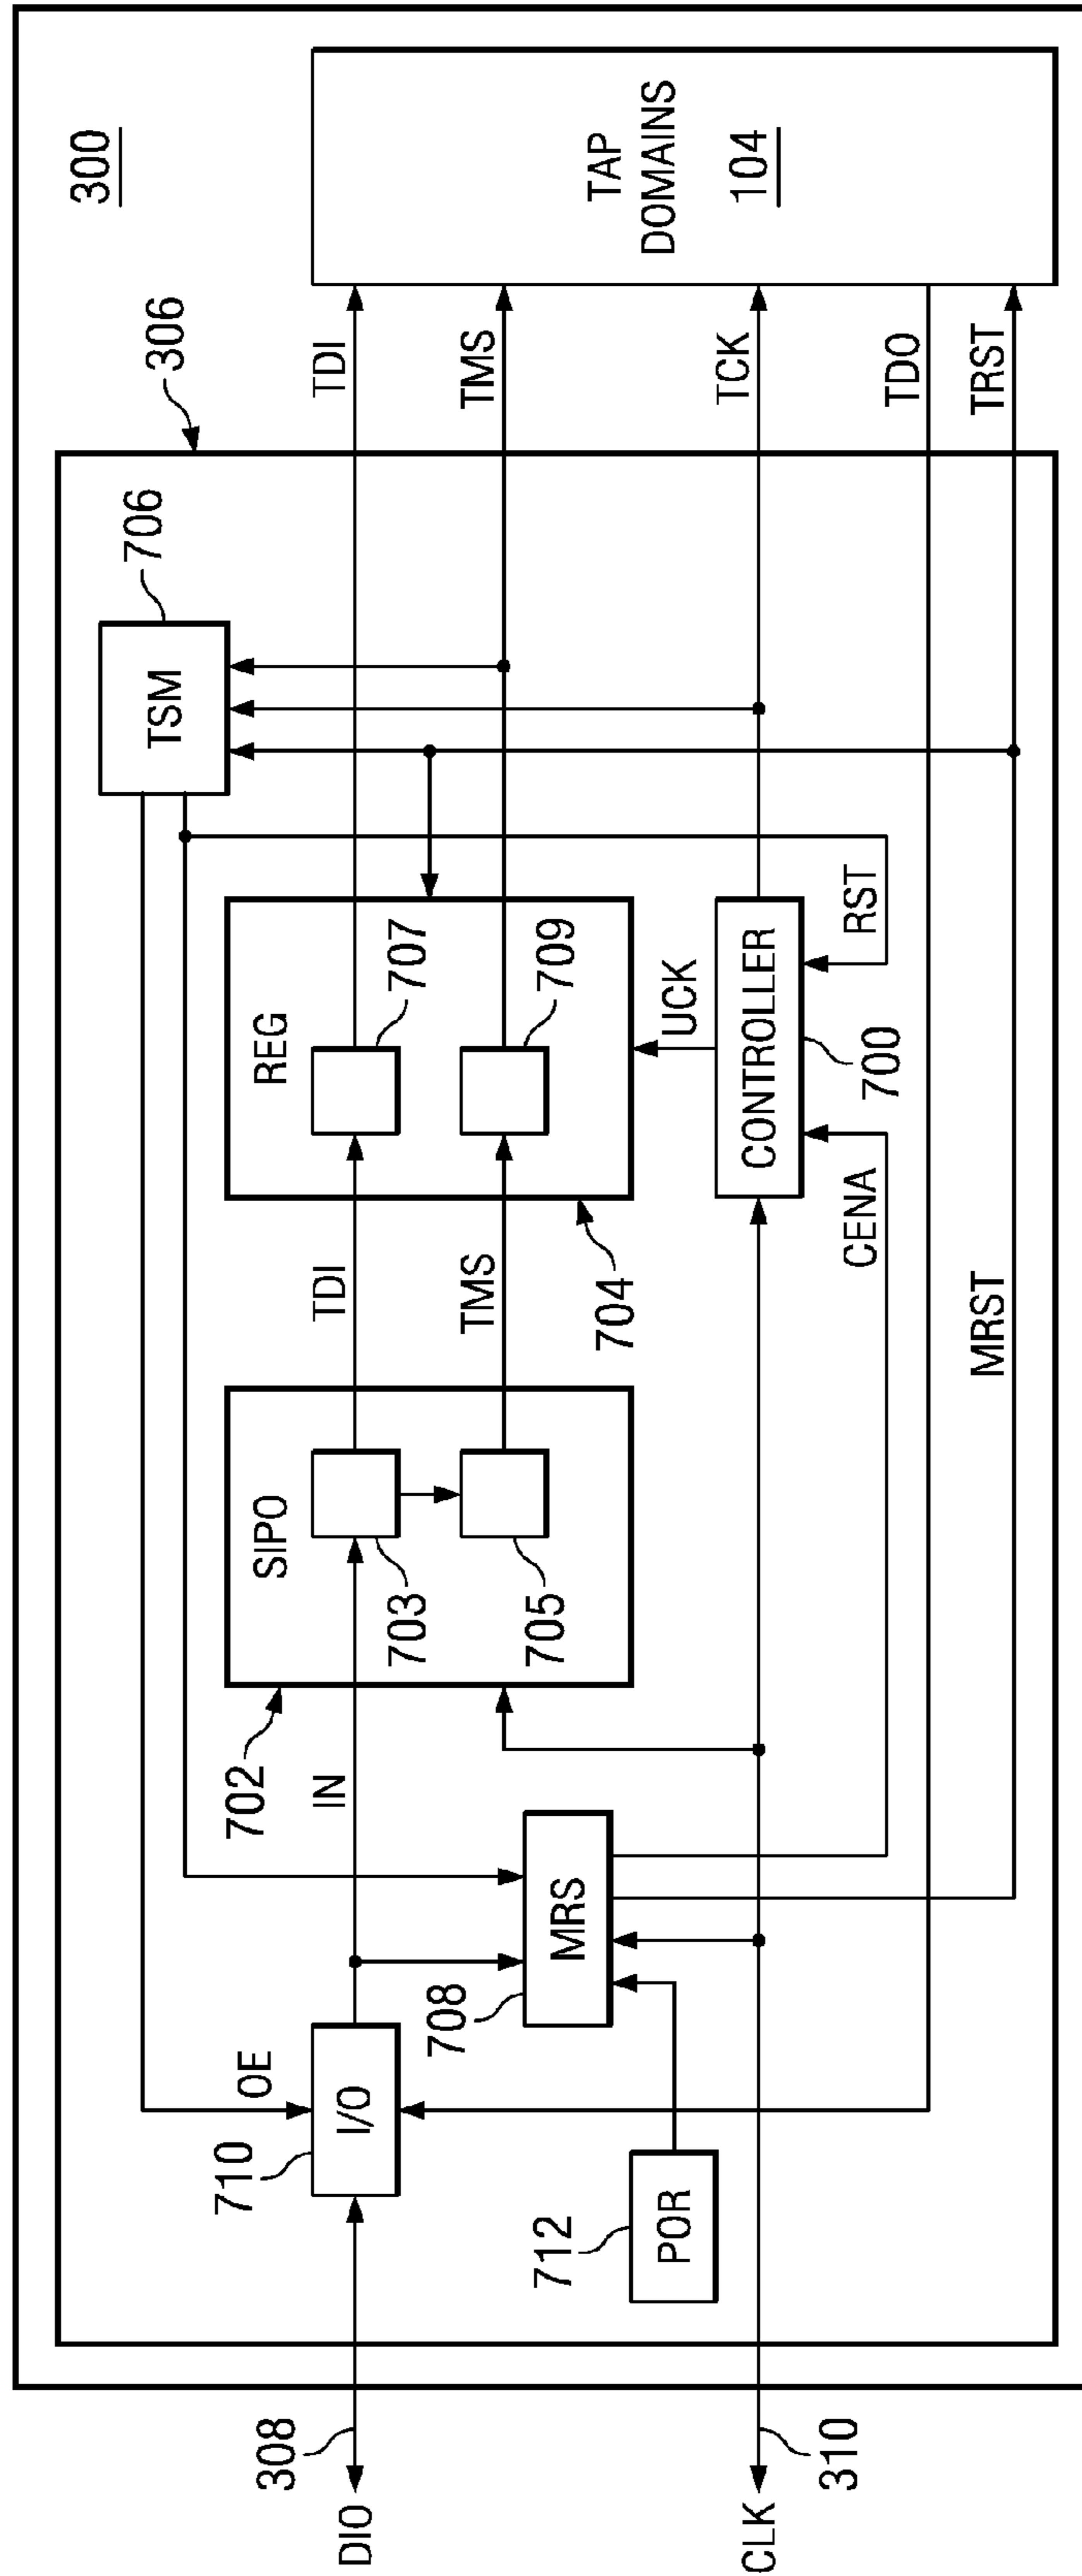 300
306
706
TSM
TAP
DOMAINS
104
OE
710
I/O
DIO
308
IN
702
SIPO
703
705
TDI
TMS
REG
707
709
704
TDI
TMS
708
MRS
712
POR
UCK
CONTROLLER
700
CENA
RST
TCK
TDO
TRST
MRST
CLK
310